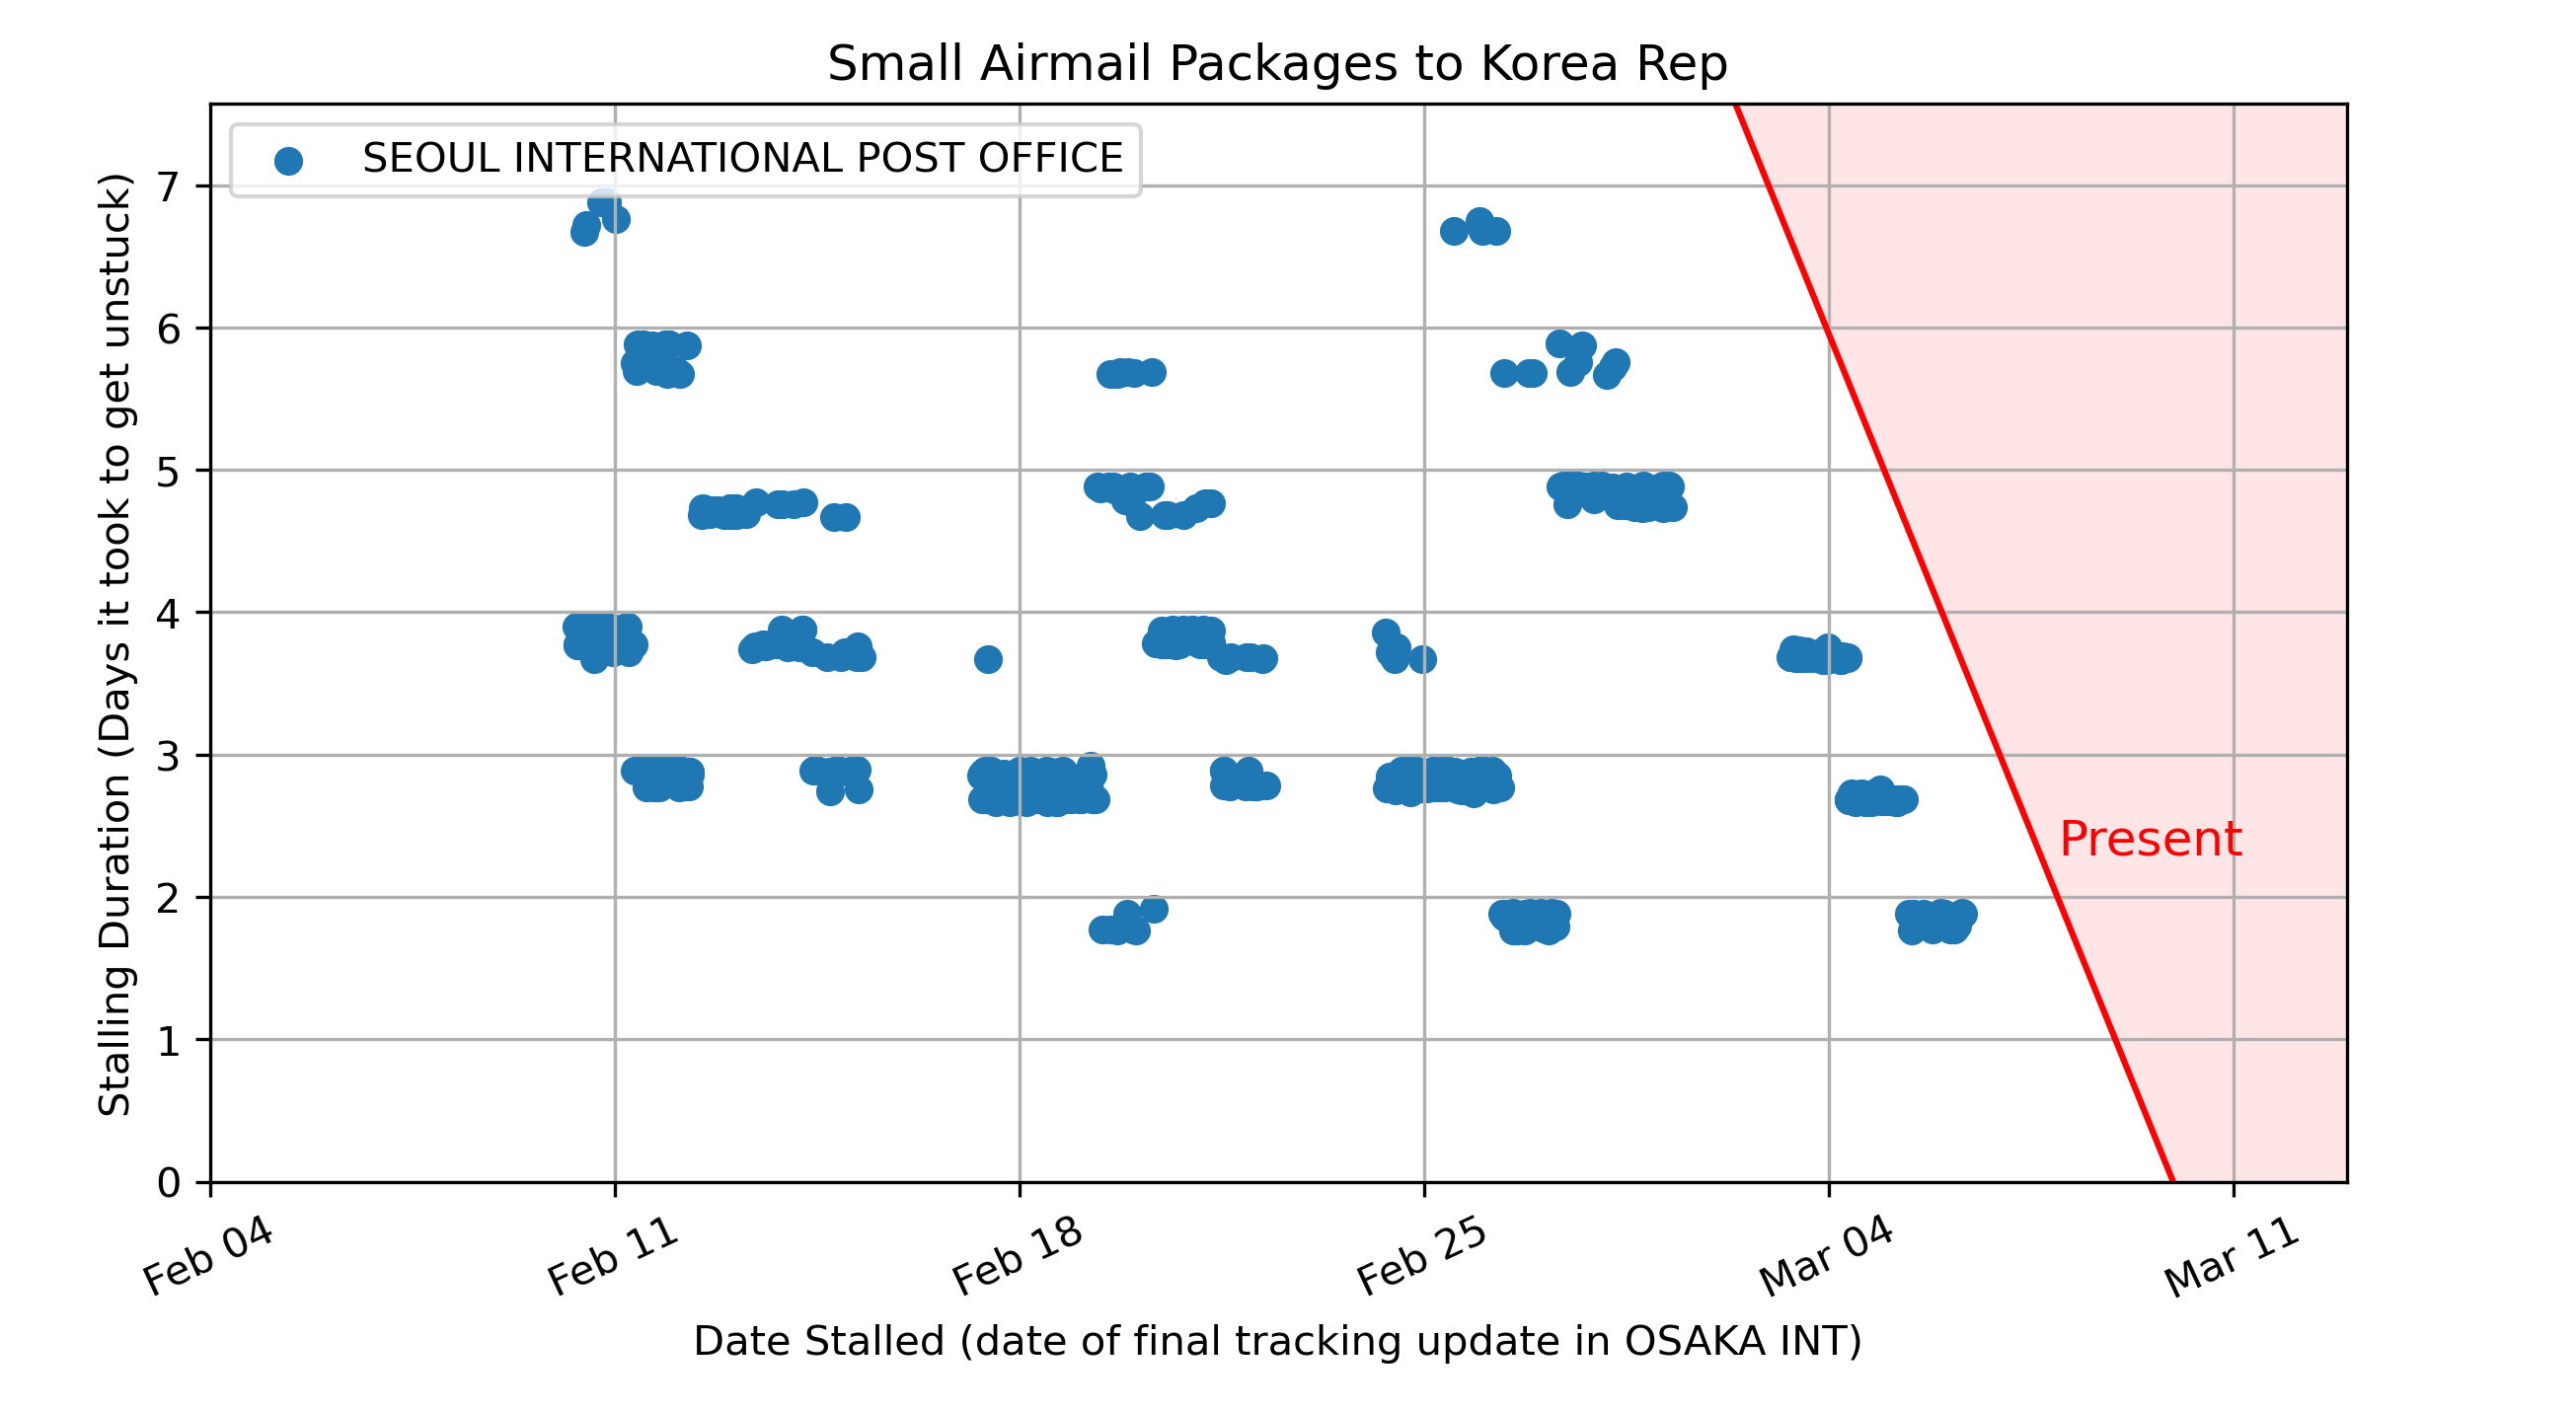 Small Airmail Packages to Korea Rep
SEOUL INTERNATIONAL POST OFFICE
Stalling Duration (Days it took to get unstuck)
7
6
5
4
3
2
1
0
Present
Feb 04
Feb 11
Feb 18
Feb 25
Mar 04
Mar 11
Date Stalled (date of final tracking update in OSAKA INT)